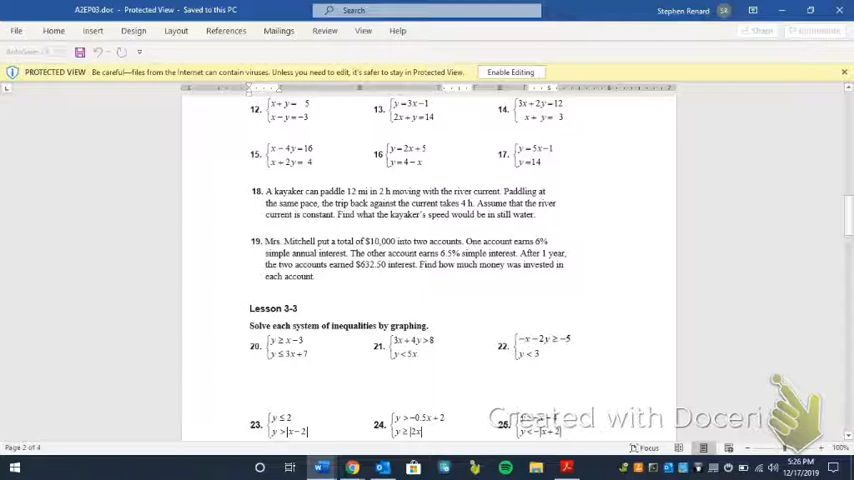 A2EP03.doc - Protected View - Saved to this PC
Search
Stephen Renard
SR
File Home Insert Design Layout References Mailings Review View Help
Share
Comments
AutoSave
PROTECTED VIEW Be careful—files from the Internet can contain viruses. Unless you need to edit, it's safer to stay in Protected View.
Enable Editing
12. x + y = 5
x – y = –3
13. y = 3x – 1
2x + y = 14
14. 3x + 2y = 12
x + y = 3
15. x – 4y = 16
x + 2y = 4
16 y = 2x + 5
y = 4 – x
17. y = 5x – 1
y = 14
18. A kayaker can paddle 12 mi in 2 h moving with the river current. Paddling at
the same pace, the trip back against the current takes 4 h. Assume that the river
current is constant. Find what the kayaker's speed would be in still water.
19. Mrs. Mitchell put a total of $10,000 into two accounts. One account earns 6%
simple annual interest. The other account earns 6.5% simple interest. After 1 year,
the two accounts earned $632.50 interest. Find how much money was invested in
each account.
Lesson 3-3
Solve each system of inequalities by graphing.
20. y ≥ x – 3
y ≤ 3x + 7
21. 3x + 4y > 8
y < 5x
22. –x – 2y ≥ –5
y < 3
23. y ≤ 2
y > |x – 2|
24. y > –0.5x + 2
y ≥ |2x|
25.
y < –|x + 2|
Created with Doceri
Page 2 of 4
Focus
100%
5:26 PM
12/17/2019